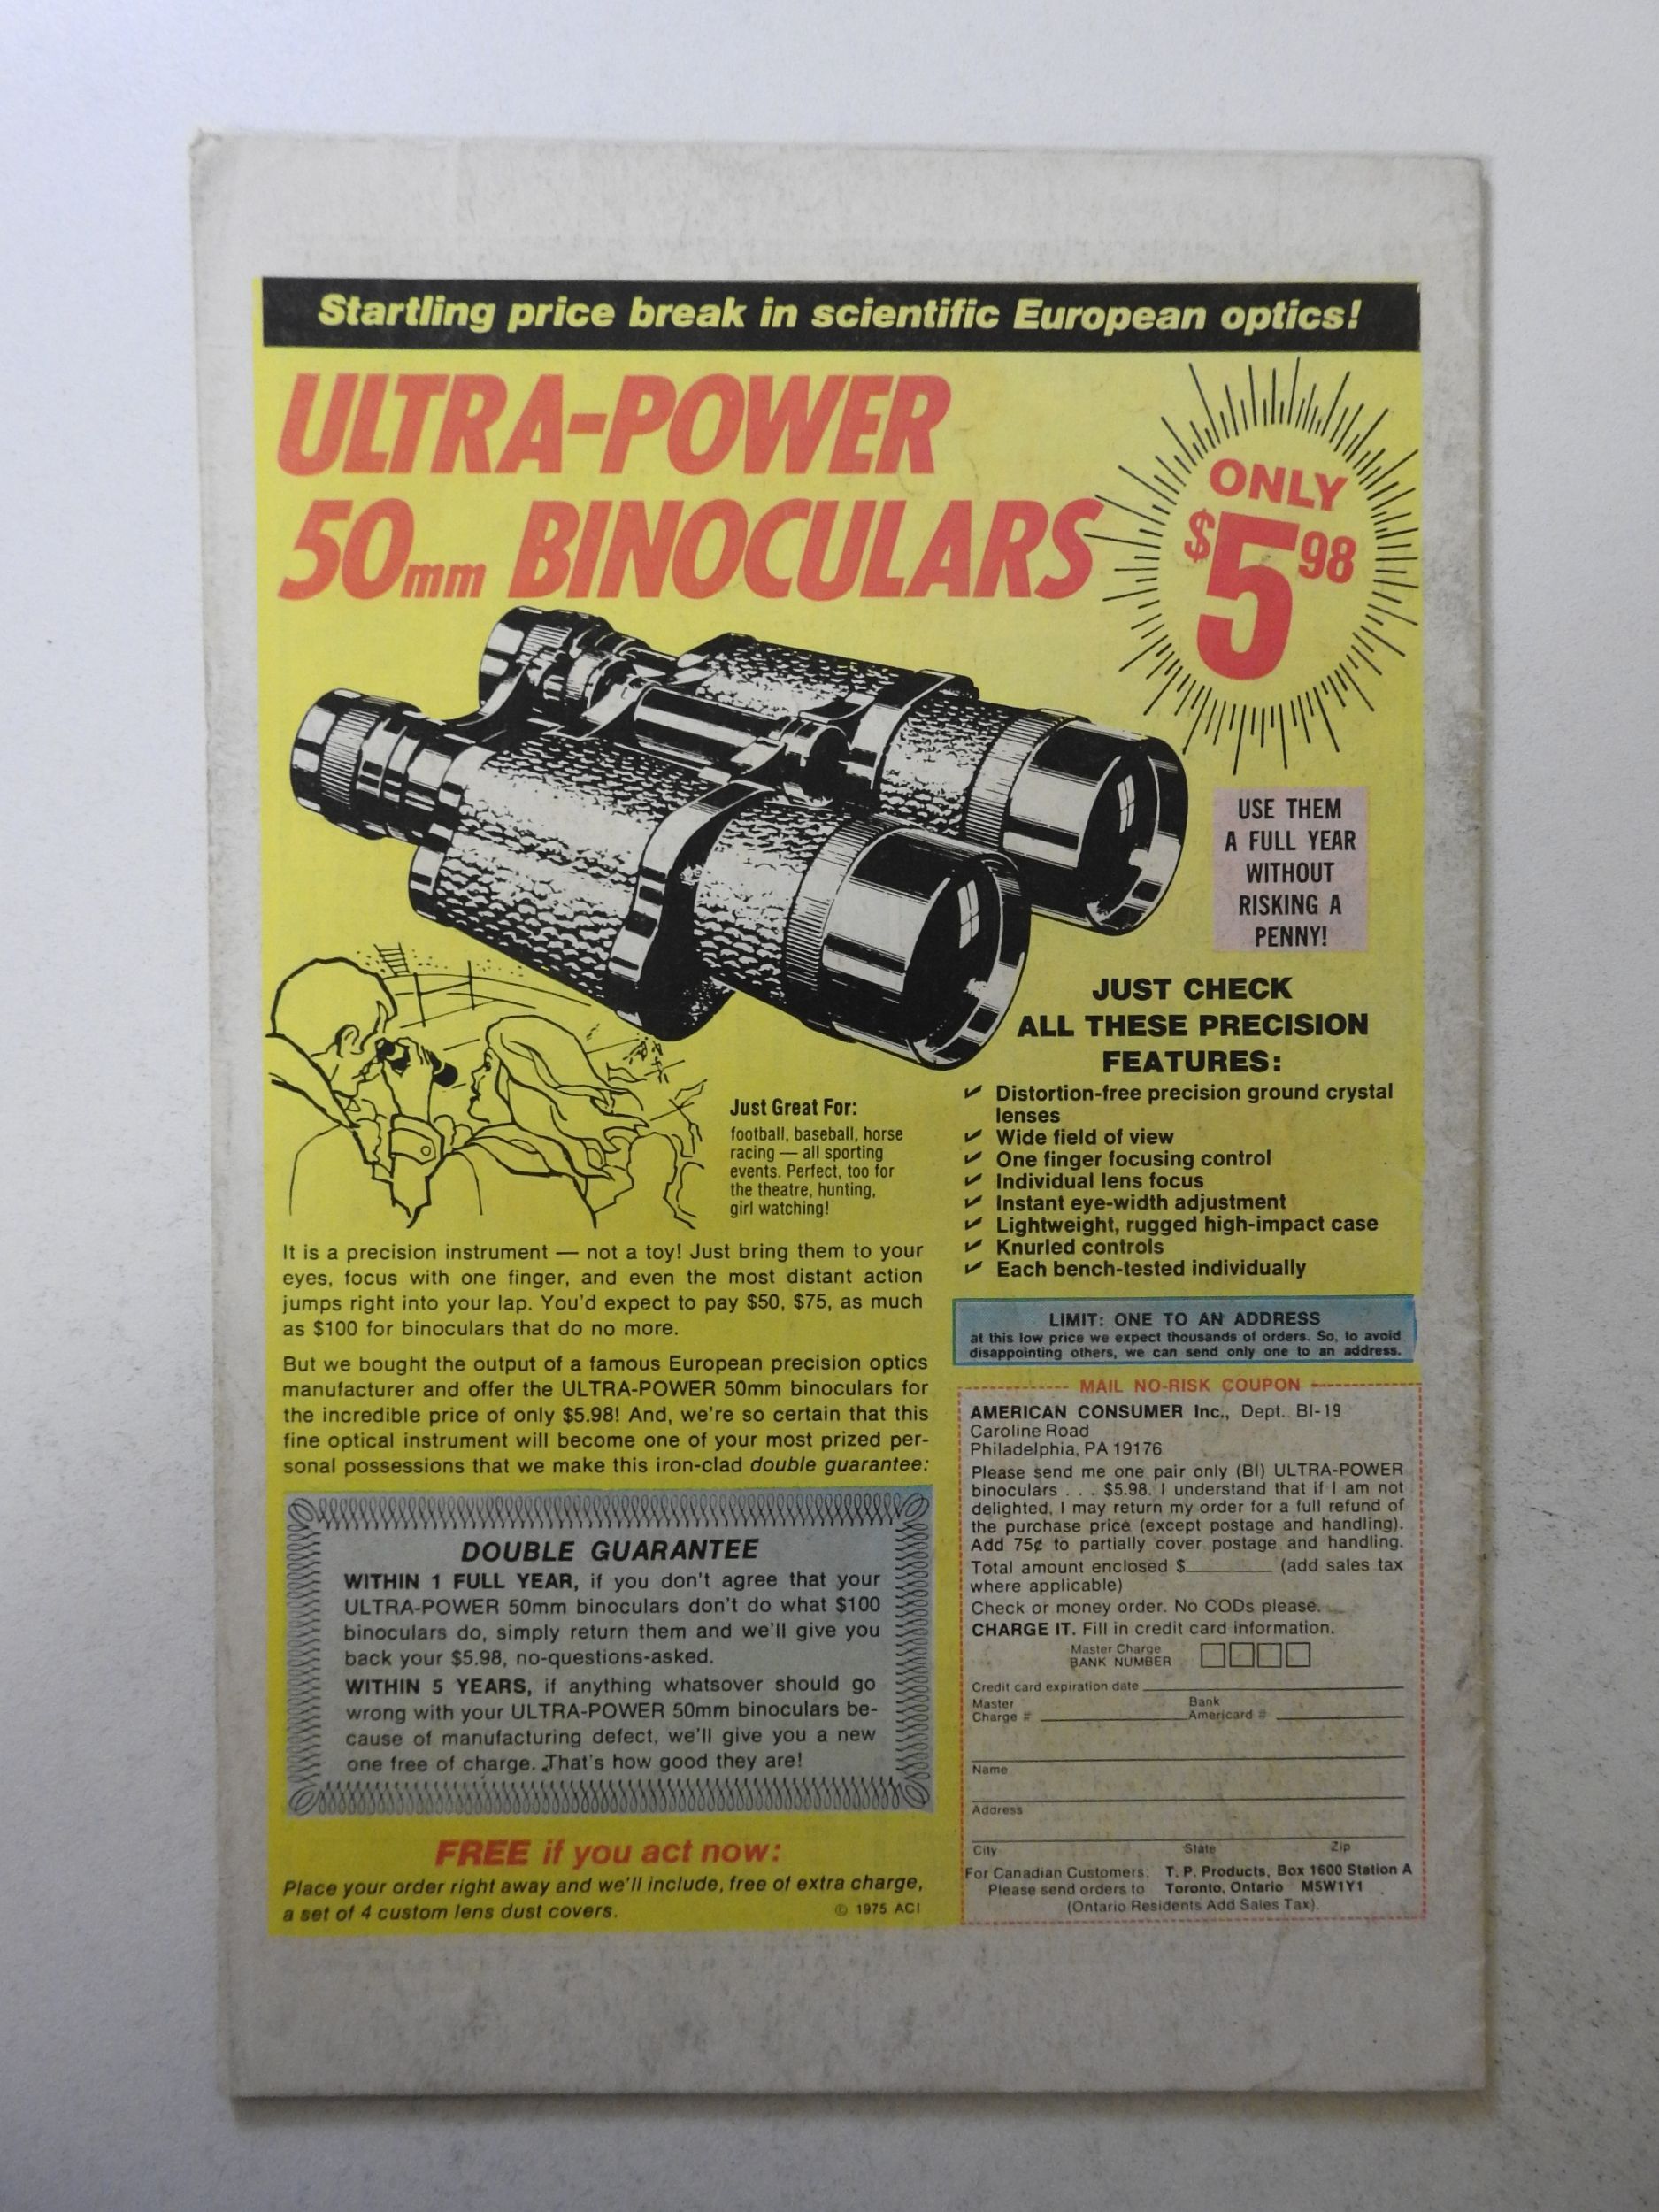 Startling price break in scientific European optics!
ULTRA-POWER
50mm BINOCULARS
ONLY
$5 98
USE THEM
A FULL YEAR
WITHOUT
RISKING A
PENNY!
JUST CHECK
ALL THESE PRECISION
FEATURES:
✔ Distortion-free precision ground crystal
lenses
✔ Wide field of view
✔ One finger focusing control
✔ Individual lens focus
✔ Instant eye-width adjustment
✔ Lightweight, rugged high-impact case
✔ Knurled controls
✔ Each bench-tested individually
Just Great For:
football, baseball, horse
racing — all sporting
events. Perfect, too for
the theatre, hunting,
girl watching!
It is a precision instrument — not a toy! Just bring them to your
eyes, focus with one finger, and even the most distant action
jumps right into your lap. You'd expect to pay $50, $75, as much
as $100 for binoculars that do no more.
But we bought the output of a famous European precision optics
manufacturer and offer the ULTRA-POWER 50mm binoculars for
the incredible price of only $5.98! And, we're so certain that this
fine optical instrument will become one of your most prized per-
sonal possessions that we make this iron-clad double guarantee:
DOUBLE GUARANTEE
WITHIN 1 FULL YEAR, if you don't agree that your
ULTRA-POWER 50mm binoculars don't do what $100
binoculars do, simply return them and we'll give you
back your $5.98, no-questions-asked.
WITHIN 5 YEARS, if anything whatsover should go
wrong with your ULTRA-POWER 50mm binoculars be-
cause of manufacturing defect, we'll give you a new
one free of charge. That's how good they are!
FREE if you act now:
Place your order right away and we'll include, free of extra charge,
a set of 4 custom lens dust covers.
© 1975 ACI
LIMIT: ONE TO AN ADDRESS
at this low price we expect thousands of orders. So, to avoid
disappointing others, we can send only one to an address.
MAIL NO-RISK COUPON
AMERICAN CONSUMER Inc., Dept. BI-19
Caroline Road
Philadelphia, PA 19176
Please send me one pair only (BI) ULTRA-POWER
binoculars . . . $5.98. I understand that if I am not
delighted, I may return my order for a full refund of
the purchase price (except postage and handling).
Add 75¢ to partially cover postage and handling.
Total amount enclosed $________ (add sales tax
where applicable)
Check or money order. No CODs please.
CHARGE IT. Fill in credit card information.
Master Charge
BANK NUMBER
Credit card expiration date
Master Bank
Charge # Americard #
Name
Address
City State Zip
For Canadian Customers: T. P. Products, Box 1600 Station A
Please send orders to Toronto, Ontario M5W1Y1
(Ontario Residents Add Sales Tax).